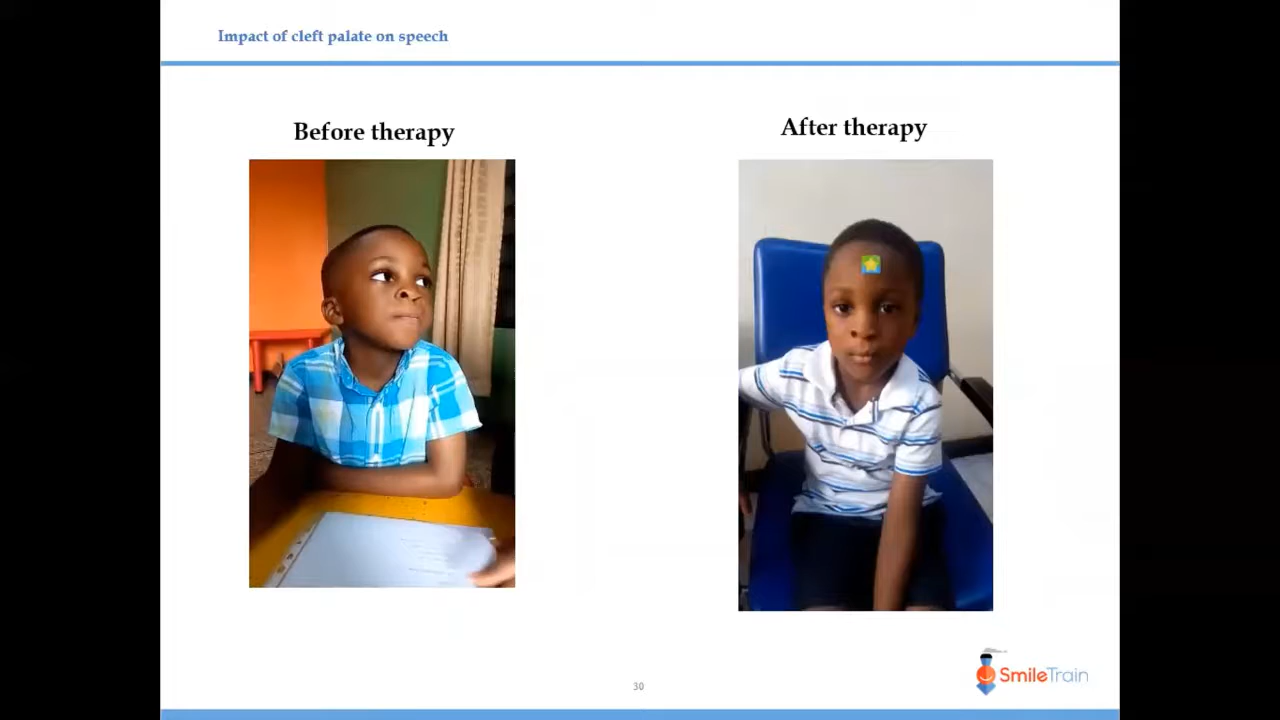 Impact of cleft palate on speech
Before therapy
After therapy
30
SmileTrain